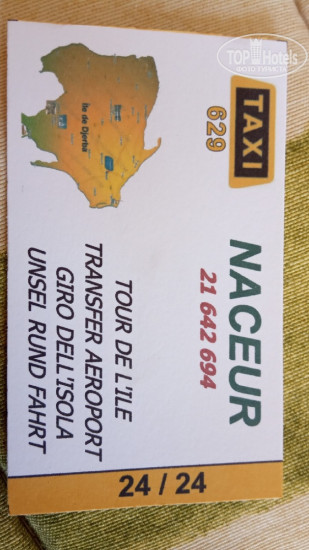 TAXI
629
NACEUR
21 642 694
Ile de Djerba
TOUR DE L'ILE
TRANSFER AEROPORT
GIRO DELL'ISOLA
UNSEL RUND FAHRT
24 / 24
TOP Hotels